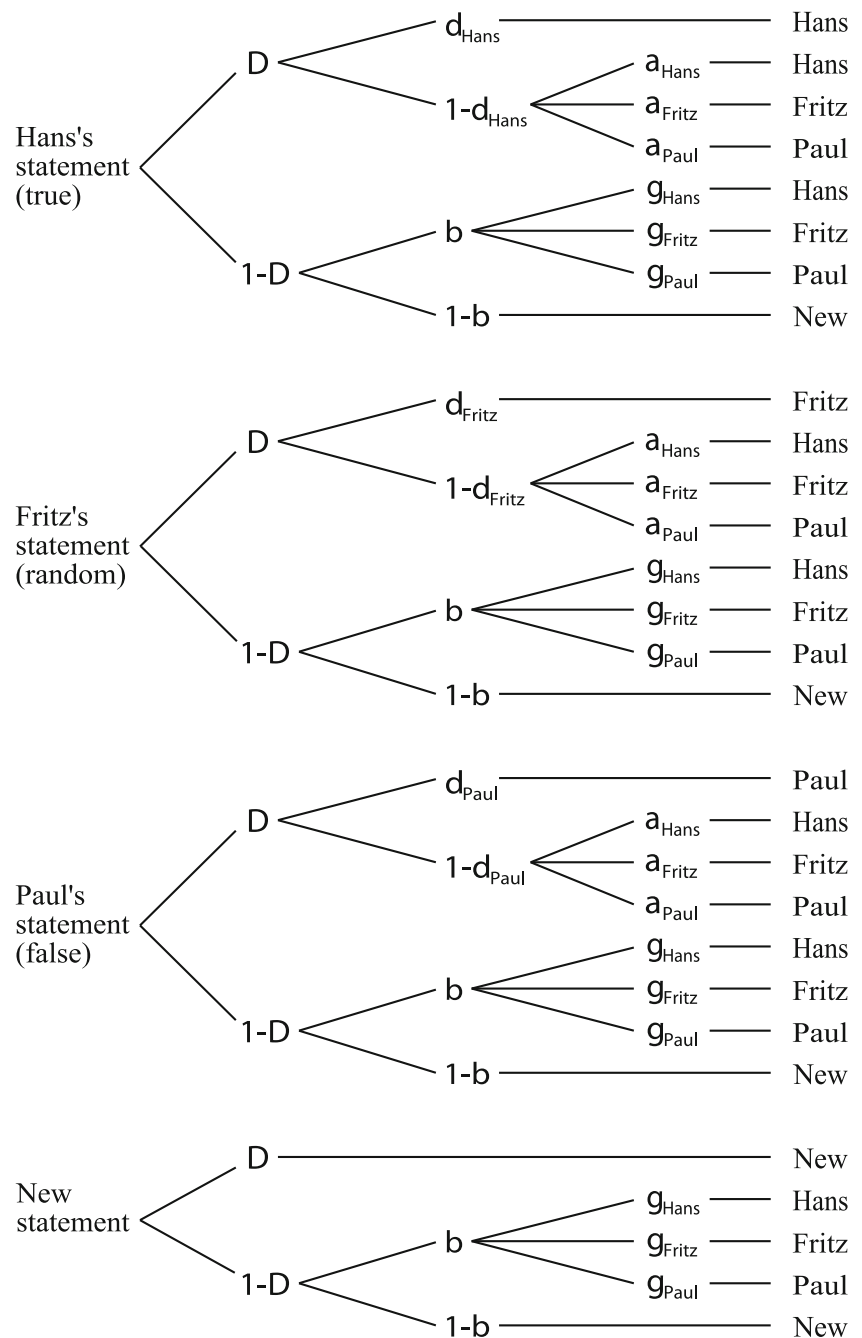 d_Hans Hans
D
a_Hans Hans
1-d_Hans a_Fritz Fritz
Hans's
statement
(true)
a_Paul Paul
g_Hans Hans
b g_Fritz Fritz
1-D
g_Paul Paul
1-b New
d_Fritz Fritz
D
a_Hans Hans
1-d_Fritz a_Fritz Fritz
Fritz's
statement
(random)
a_Paul Paul
g_Hans Hans
b g_Fritz Fritz
1-D
g_Paul Paul
1-b New
d_Paul Paul
D
a_Hans Hans
1-d_Paul a_Fritz Fritz
Paul's
statement
(false)
a_Paul Paul
g_Hans Hans
b g_Fritz Fritz
1-D
g_Paul Paul
1-b New
D New
New
statement
g_Hans Hans
b g_Fritz Fritz
1-D
g_Paul Paul
1-b New